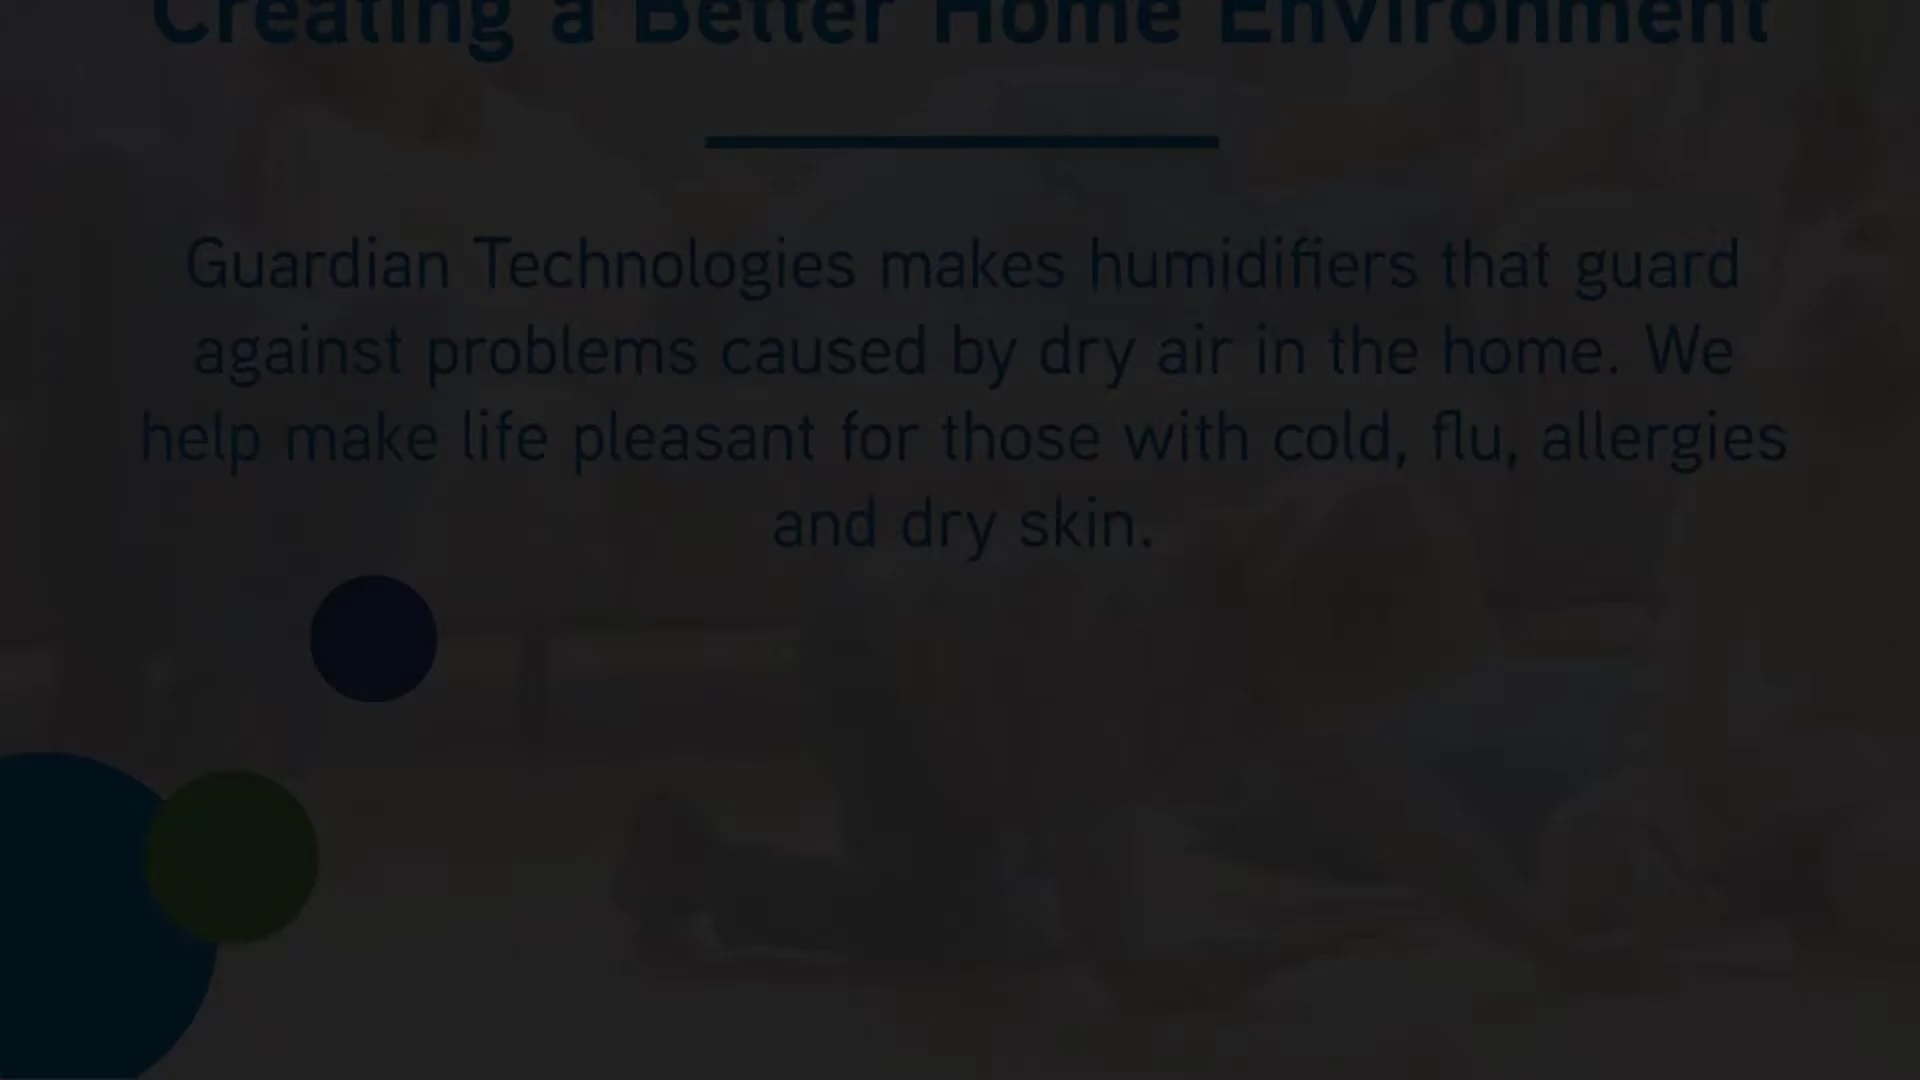 Creating a Better Home Environment
Guardian Technologies makes humidifiers that guard
against problems caused by dry air in the home. We
help make life pleasant for those with cold, flu, allergies
and dry skin.